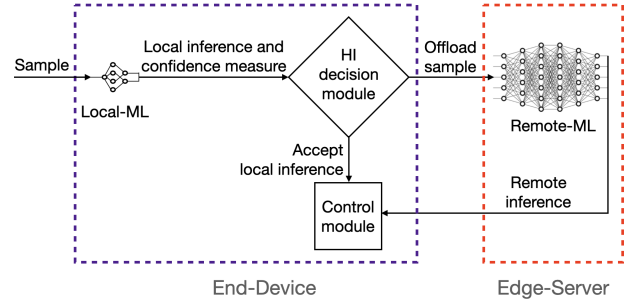 Sample
Local-ML
Local inference and
confidence measure
HI
decision
module
Offload
sample
Remote-ML
Accept
local inference
Control
module
Remote
inference
End-Device
Edge-Server